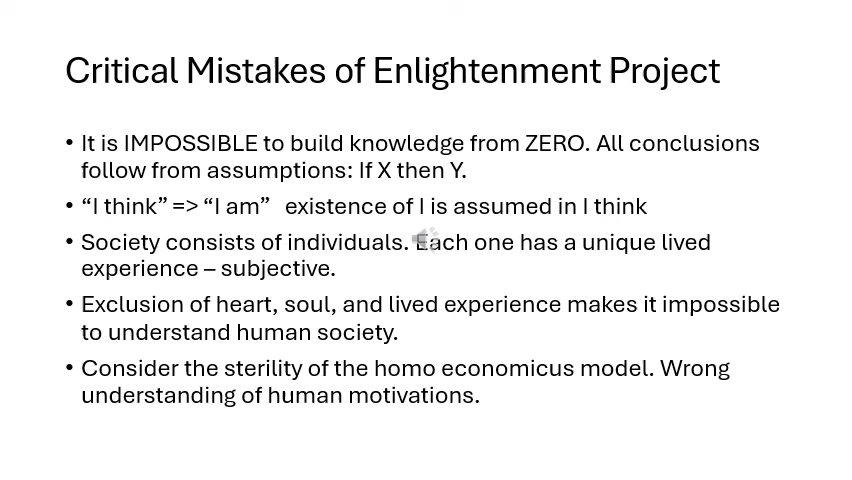 Critical Mistakes of Enlightenment Project
• It is IMPOSSIBLE to build knowledge from ZERO. All conclusions
follow from assumptions: If X then Y.
• “I think” => “I am”   existence of I is assumed in I think
• Society consists of individuals. Each one has a unique lived
experience – subjective.
• Exclusion of heart, soul, and lived experience makes it impossible
to understand human society.
• Consider the sterility of the homo economicus model. Wrong
understanding of human motivations.